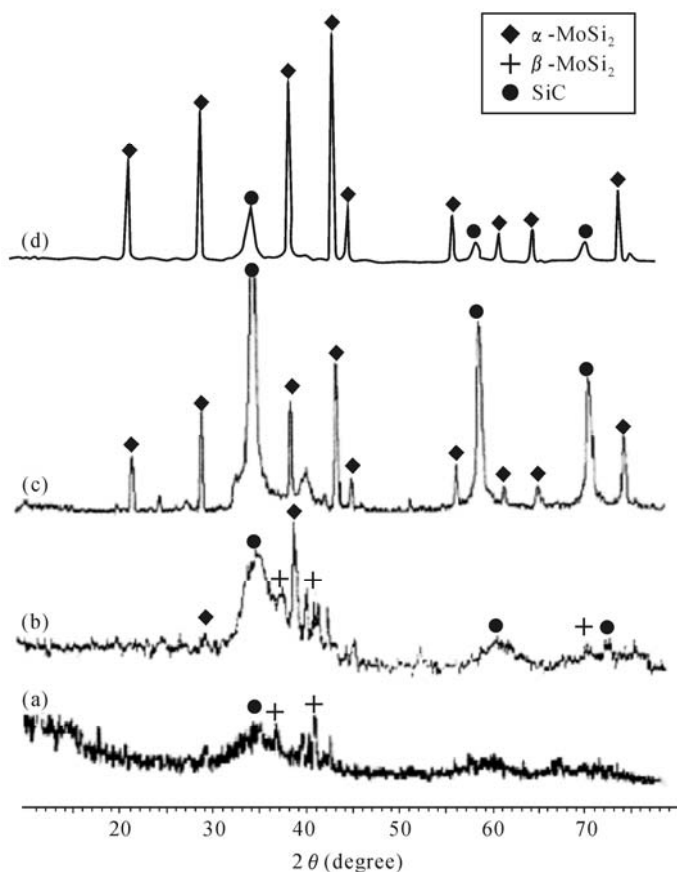 α-MoSi₂
β-MoSi₂
SiC
(d)
(c)
(b)
(a)
20 30 40 50 60 70
2 θ (degree)